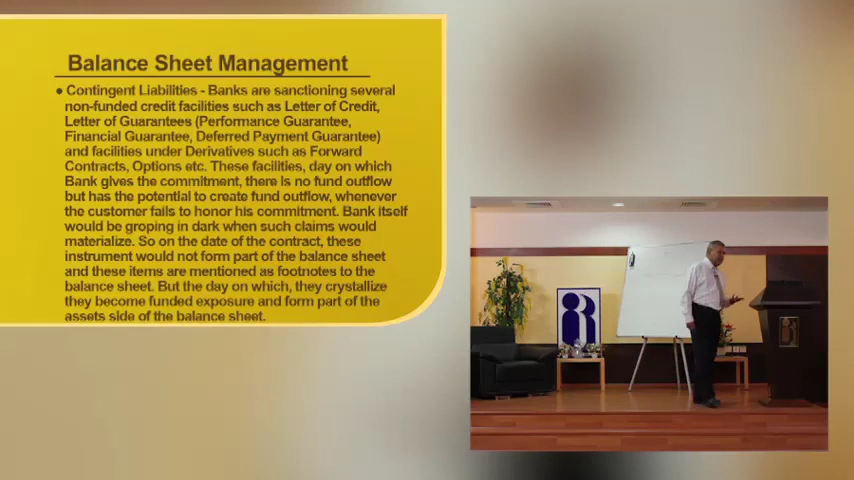 Balance Sheet Management
● Contingent Liabilities - Banks are sanctioning several
non-funded credit facilities such as Letter of Credit,
Letter of Guarantees (Performance Guarantee,
Financial Guarantee, Deferred Payment Guarantee)
and facilities under Derivatives such as Forward
Contracts, Options etc. These facilities, day on which
Bank gives the commitment, there is no fund outflow
but has the potential to create fund outflow, whenever
the customer fails to honor his commitment. Bank itself
would be groping in dark when such claims would
materialize. So on the date of the contract, these
instrument would not form part of the balance sheet
and these items are mentioned as footnotes to the
balance sheet. But the day on which, they crystallize
they become funded exposure and form part of the
assets side of the balance sheet.